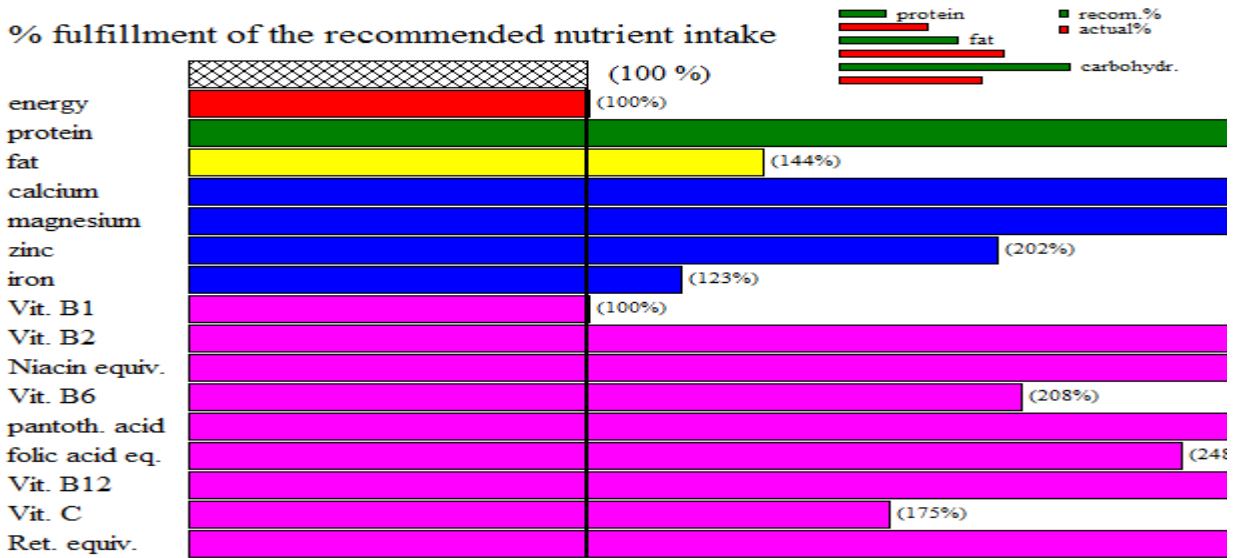 % fulfillment of the recommended nutrient intake
protein
recom.%
actual%
fat
carbohydr.
(100 %)
energy (100%)
protein
fat (144%)
calcium
magnesium
zinc (202%)
iron (123%)
Vit. B1 (100%)
Vit. B2
Niacin equiv.
Vit. B6 (208%)
pantoth. acid
folic acid eq. (248
Vit. B12
Vit. C (175%)
Ret. equiv.